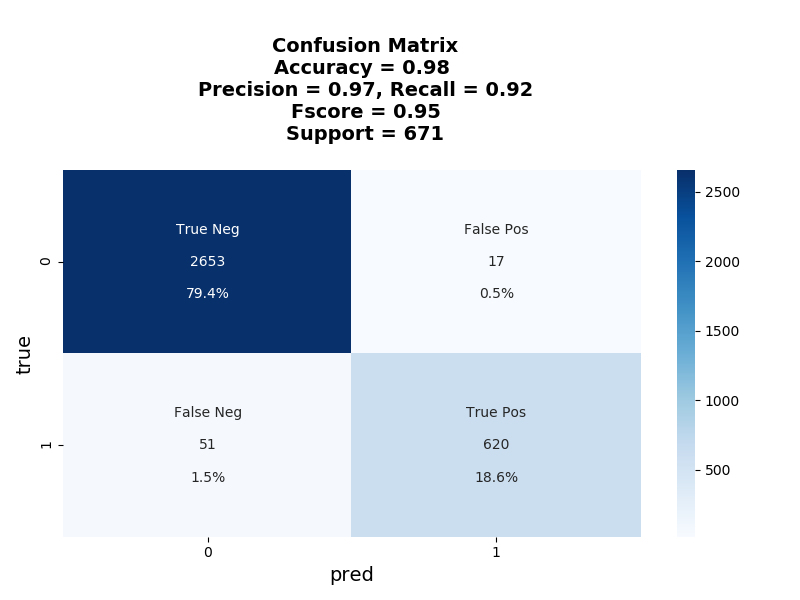 Confusion Matrix
Accuracy = 0.98
Precision = 0.97, Recall = 0.92
Fscore = 0.95
Support = 671
True Neg
2653
79.4%
False Pos
17
0.5%
False Neg
51
1.5%
True Pos
620
18.6%
0
1
true
0
1
pred
2500
2000
1500
1000
500